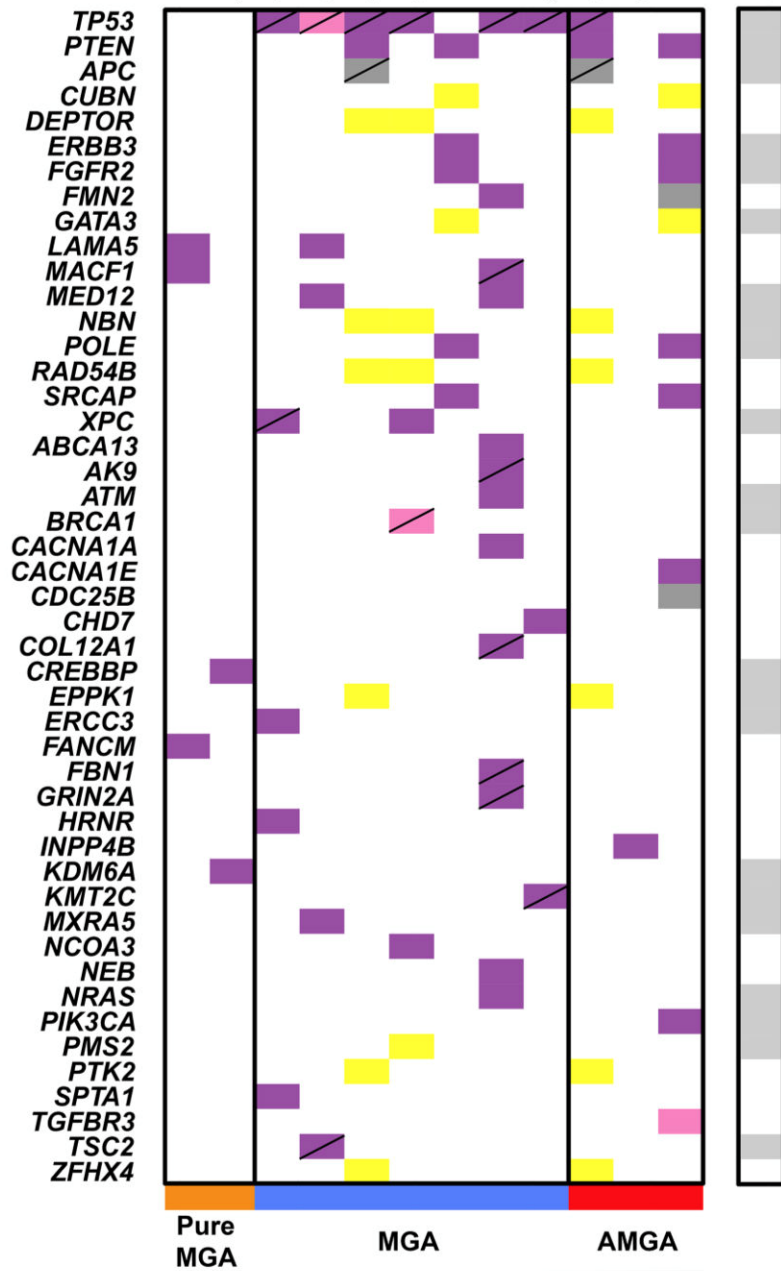 TP53
PTEN
APC
CUBN
DEPTOR
ERBB3
FGFR2
FMN2
GATA3
LAMA5
MACF1
MED12
NBN
POLE
RAD54B
SRCAP
XPC
ABCA13
AK9
ATM
BRCA1
CACNA1A
CACNA1E
CDC25B
CHD7
COL12A1
CREBBP
EPPK1
ERCC3
FANCM
FBN1
GRIN2A
HRNR
INPP4B
KDM6A
KMT2C
MXRA5
NCOA3
NEB
NRAS
PIK3CA
PMS2
PTK2
SPTA1
TGFBR3
TSC2
ZFHX4
Pure
MGA
MGA
AMGA